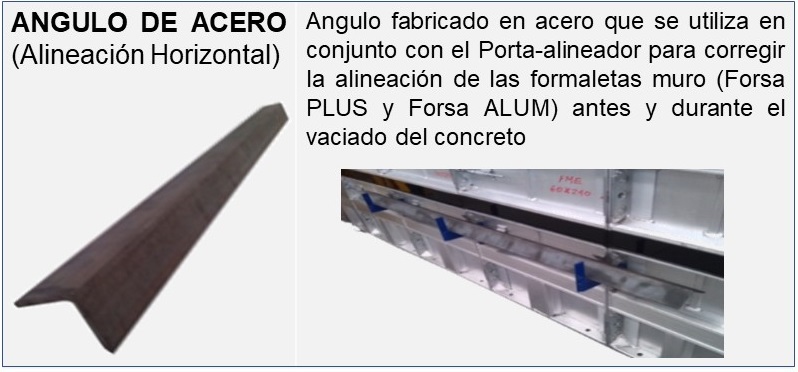 ANGULO DE ACERO
(Alineación Horizontal)
Angulo fabricado en acero que se utiliza en
conjunto con el Porta-alineador para corregir
la alineación de las formaletas muro (Forsa
PLUS y Forsa ALUM) antes y durante el
vaciado del concreto
FME
60X210